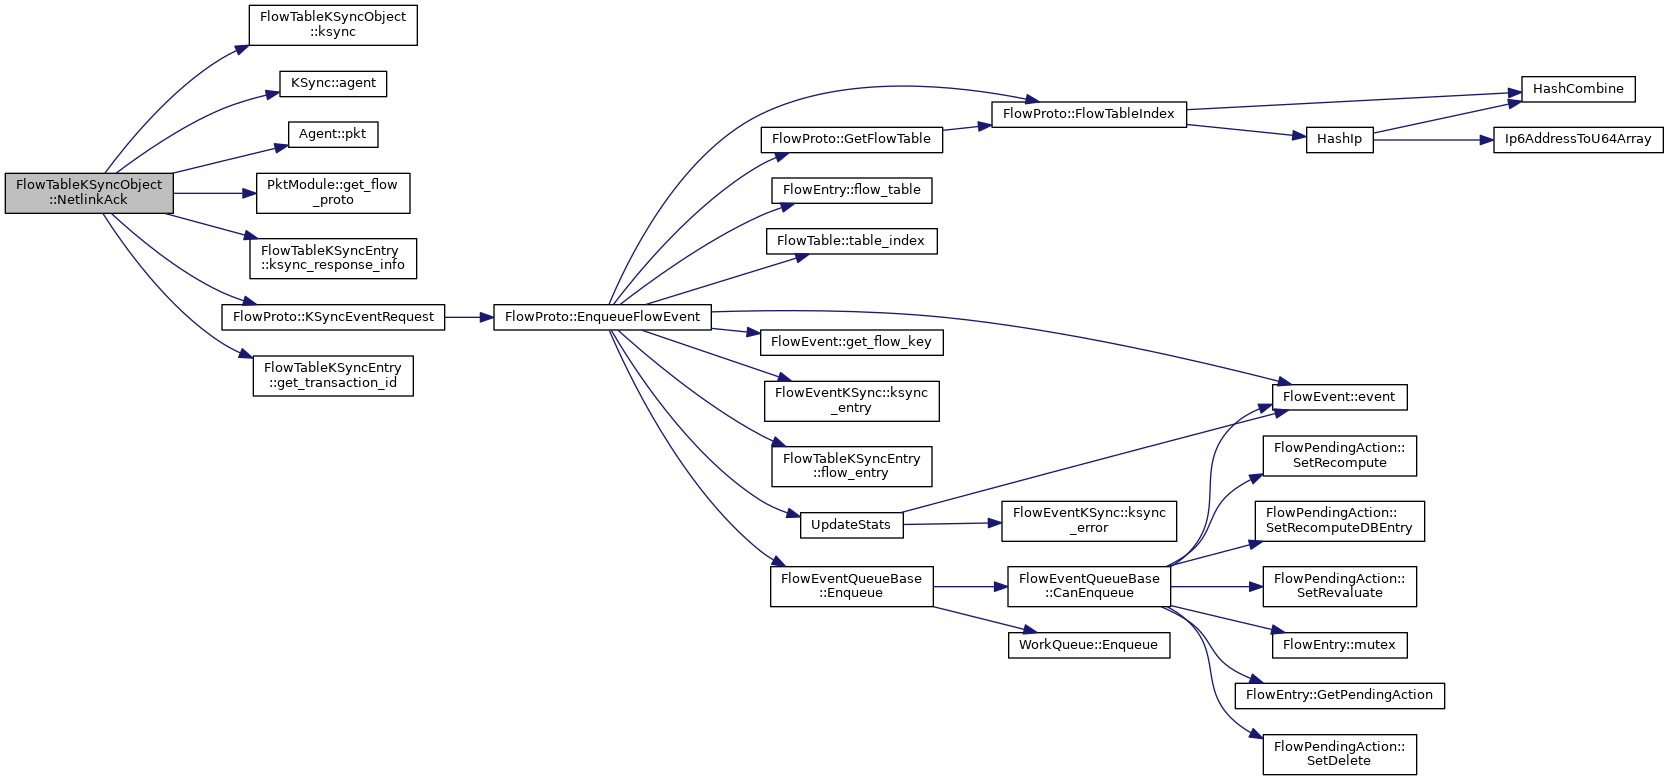 FlowTableKSyncObject
::NetlinkAck
FlowTableKSyncObject
::ksync
KSync::agent
Agent::pkt
PktModule::get_flow
_proto
FlowTableKSyncEntry
::ksync_response_info
FlowProto::KSyncEventRequest
FlowTableKSyncEntry
::get_transaction_id
FlowProto::EnqueueFlowEvent
FlowProto::GetFlowTable
FlowEntry::flow_table
FlowTable::table_index
FlowEvent::get_flow_key
FlowEventKSync::ksync
_entry
FlowTableKSyncEntry
::flow_entry
UpdateStats
FlowEventQueueBase
::Enqueue
FlowProto::FlowTableIndex
FlowEventKSync::ksync
_error
FlowEventQueueBase
::CanEnqueue
WorkQueue::Enqueue
HashIp
FlowEvent::event
FlowPendingAction::
SetRecompute
FlowPendingAction::
SetRecomputeDBEntry
FlowPendingAction::
SetRevaluate
FlowEntry::mutex
FlowEntry::GetPendingAction
FlowPendingAction::
SetDelete
HashCombine
Ip6AddressToU64Array